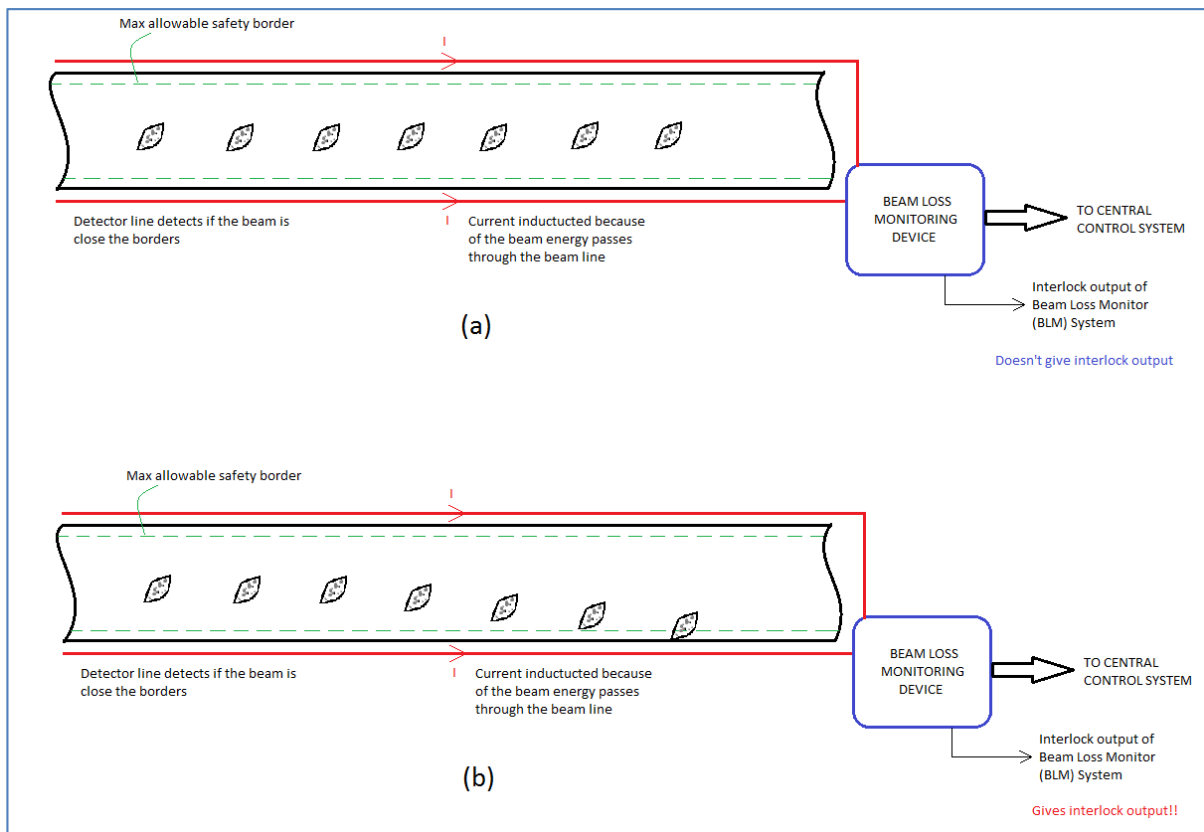 Max allowable safety border
I
Detector line detects if the beam is
close the borders
I
Current inductucted because
of the beam energy passes
through the beam line
BEAM LOSS
MONITORING
DEVICE
TO CENTRAL
CONTROL SYSTEM
Interlock output of
Beam Loss Monitor
(BLM) System
Doesn't give interlock output
(a)
Max allowable safety border
I
Detector line detects if the beam is
close the borders
I
Current inductucted because
of the beam energy passes
through the beam line
BEAM LOSS
MONITORING
DEVICE
TO CENTRAL
CONTROL SYSTEM
Interlock output of
Beam Loss Monitor
(BLM) System
Gives interlock output!!
(b)